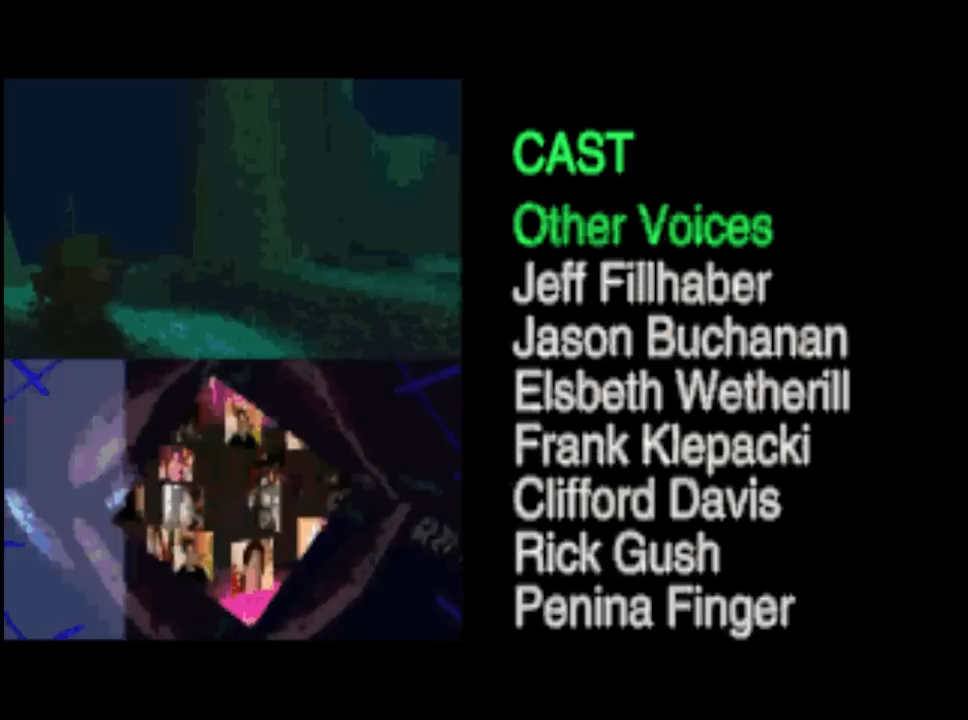 CAST
Other Voices
Jeff Fillhaber
Jason Buchanan
Elsbeth Wetherill
Frank Klepacki
Clifford Davis
Rick Gush
Penina Finger